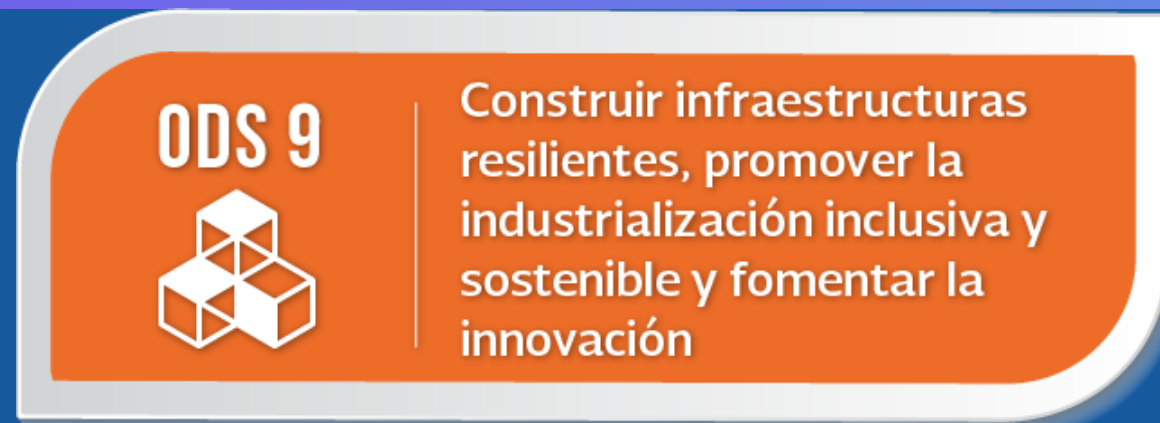 ODS 9
Construir infraestructuras
resilientes, promover la
industrialización inclusiva y
sostenible y fomentar la
innovación